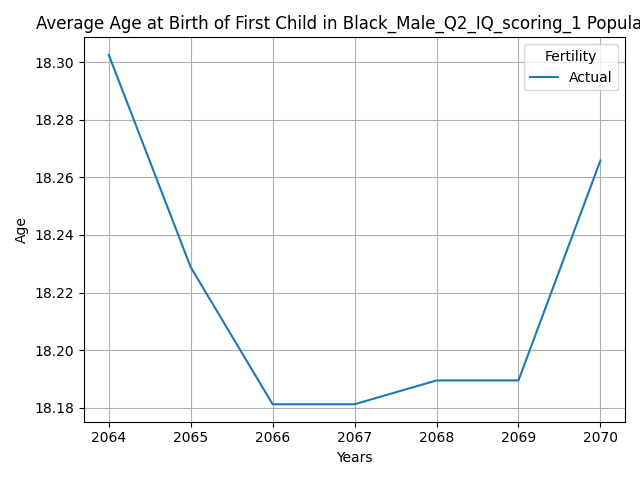 Average Age at Birth of First Child in Black_Male_Q2_IQ_scoring_1 Popula
Fertility
Actual
18.30
18.28
18.26
18.24
18.22
18.20
18.18
Age
2064 2065 2066 2067 2068 2069 2070
Years